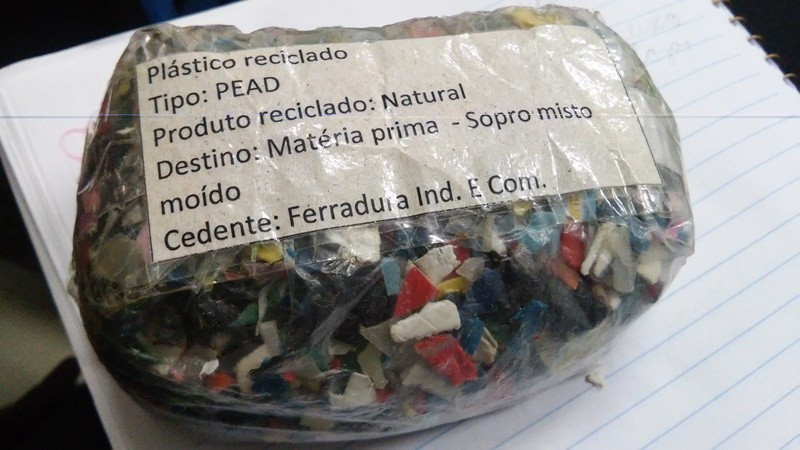 Plástico reciclado
Tipo: PEAD
Produto reciclado: Natural
Destino: Matéria prima - Sopro misto
moído
Cedente: Ferradura Ind. E Com.